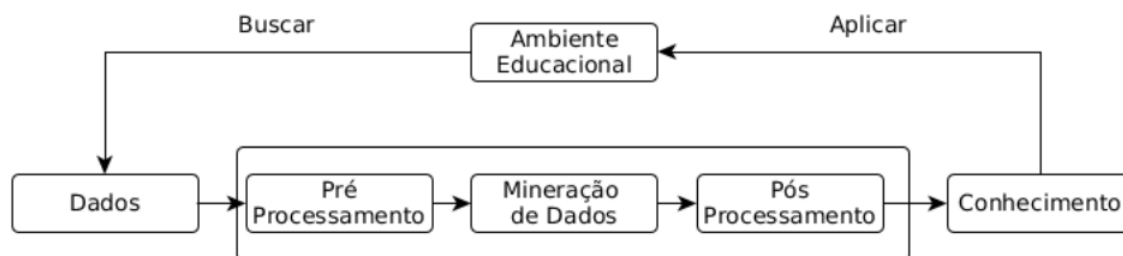 Buscar
Ambiente
Educacional
Aplicar
Dados
Pré
Processamento
Mineração
de Dados
Pós
Processamento
Conhecimento